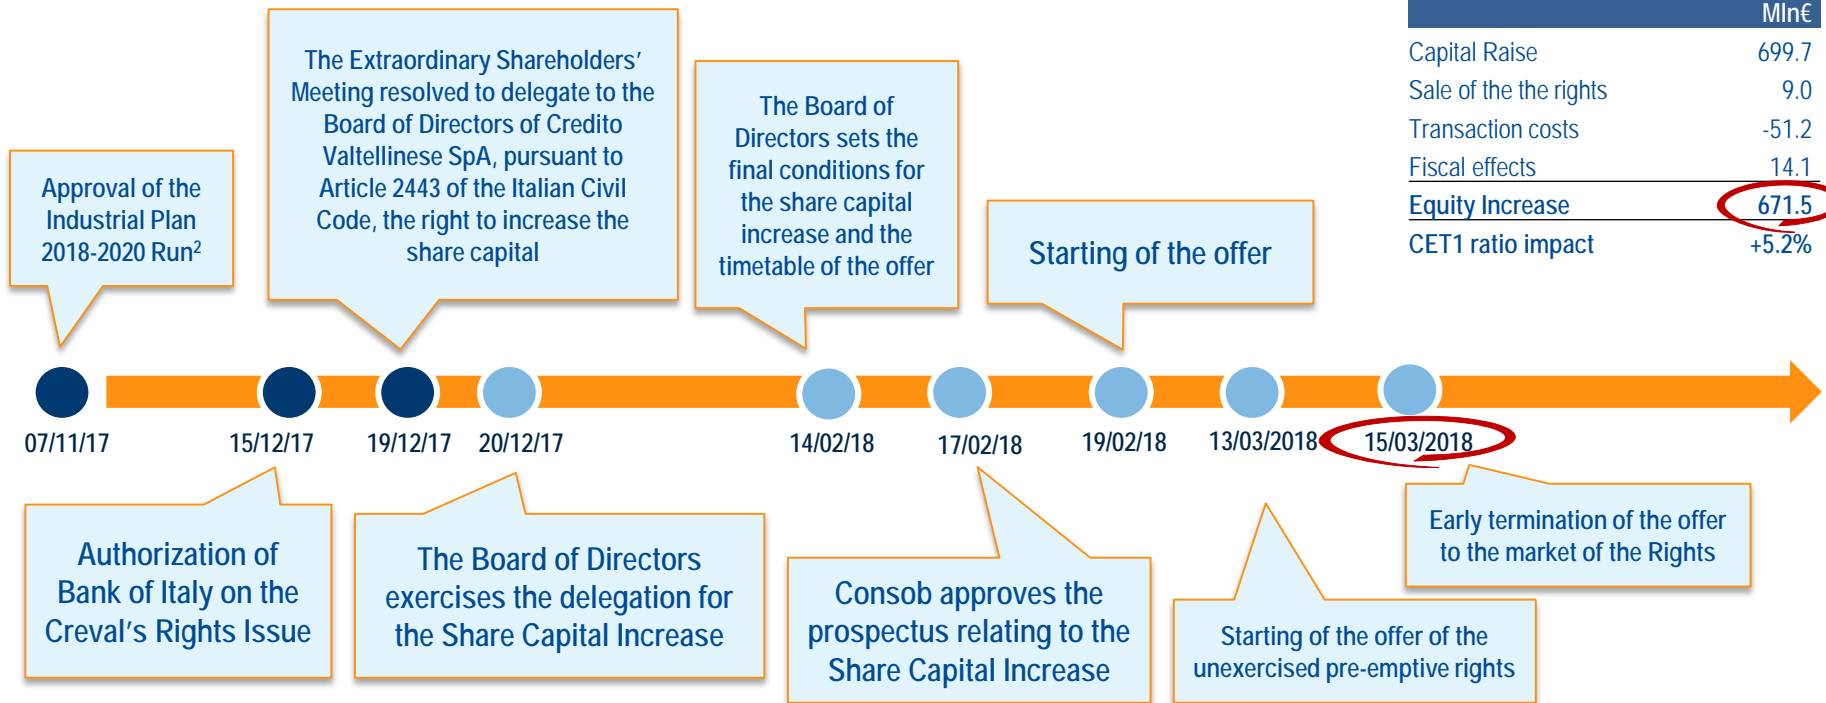 Mln€
Capital Raise 699.7
Sale of the the rights 9.0
Transaction costs -51.2
Fiscal effects 14.1
Equity Increase 671.5
CET1 ratio impact +5.2%
Approval of the
Industrial Plan
2018-2020 Run²
The Extraordinary Shareholders'
Meeting resolved to delegate to the
Board of Directors of Credito
Valtellinese SpA, pursuant to
Article 2443 of the Italian Civil
Code, the right to increase the
share capital
The Board of
Directors sets the
final conditions for
the share capital
increase and the
timetable of the offer
Starting of the offer
07/11/17
15/12/17
19/12/17
20/12/17
14/02/18
17/02/18
19/02/18
13/03/2018
15/03/2018
Authorization of
Bank of Italy on the
Creval's Rights Issue
The Board of Directors
exercises the delegation for
the Share Capital Increase
Consob approves the
prospectus relating to the
Share Capital Increase
Starting of the offer of the
unexercised pre-emptive rights
Early termination of the offer
to the market of the Rights